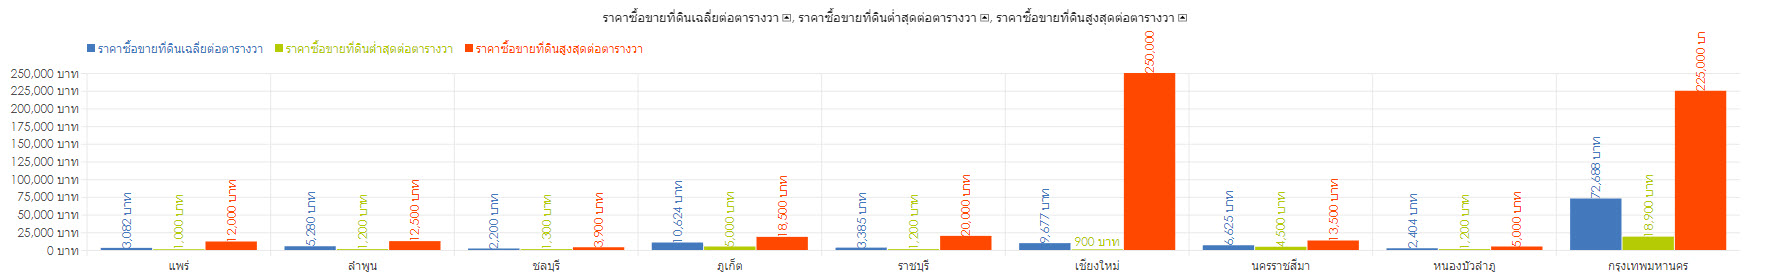 ราคาซื้อขายที่ดินเฉลี่ยต่อตารางวา, ราคาซื้อขายที่ดินต่ำสุดต่อตารางวา, ราคาซื้อขายที่ดินสูงสุดต่อตารางวา
ราคาซื้อขายที่ดินเฉลี่ยต่อตารางวา ราคาซื้อขายที่ดินต่ำสุดต่อตารางวา ราคาซื้อขายที่ดินสูงสุดต่อตารางวา
250,000 บาท
225,000 บาท
200,000 บาท
175,000 บาท
150,000 บาท
125,000 บาท
100,000 บาท
75,000 บาท
50,000 บาท
25,000 บาท
0 บาท
3,082 บาท
1,000 บาท
12,000 บาท
5,280 บาท
1,200 บาท
12,500 บาท
2,200 บาท
1,300 บาท
3,900 บาท
10,624 บาท
5,000 บาท
18,500 บาท
3,385 บาท
1,200 บาท
20,000 บาท
9,677 บาท
900 บาท
250,000
6,625 บาท
4,500 บาท
13,500 บาท
2,404 บาท
1,200 บาท
5,000 บาท
72,688 บาท
18,900 บาท
225,000 บา
แพร่ ลำพูน ชลบุรี ภูเก็ต ราชบุรี เชียงใหม่ นครราชสีมา หนองบัวลำภู กรุงเทพมหานคร